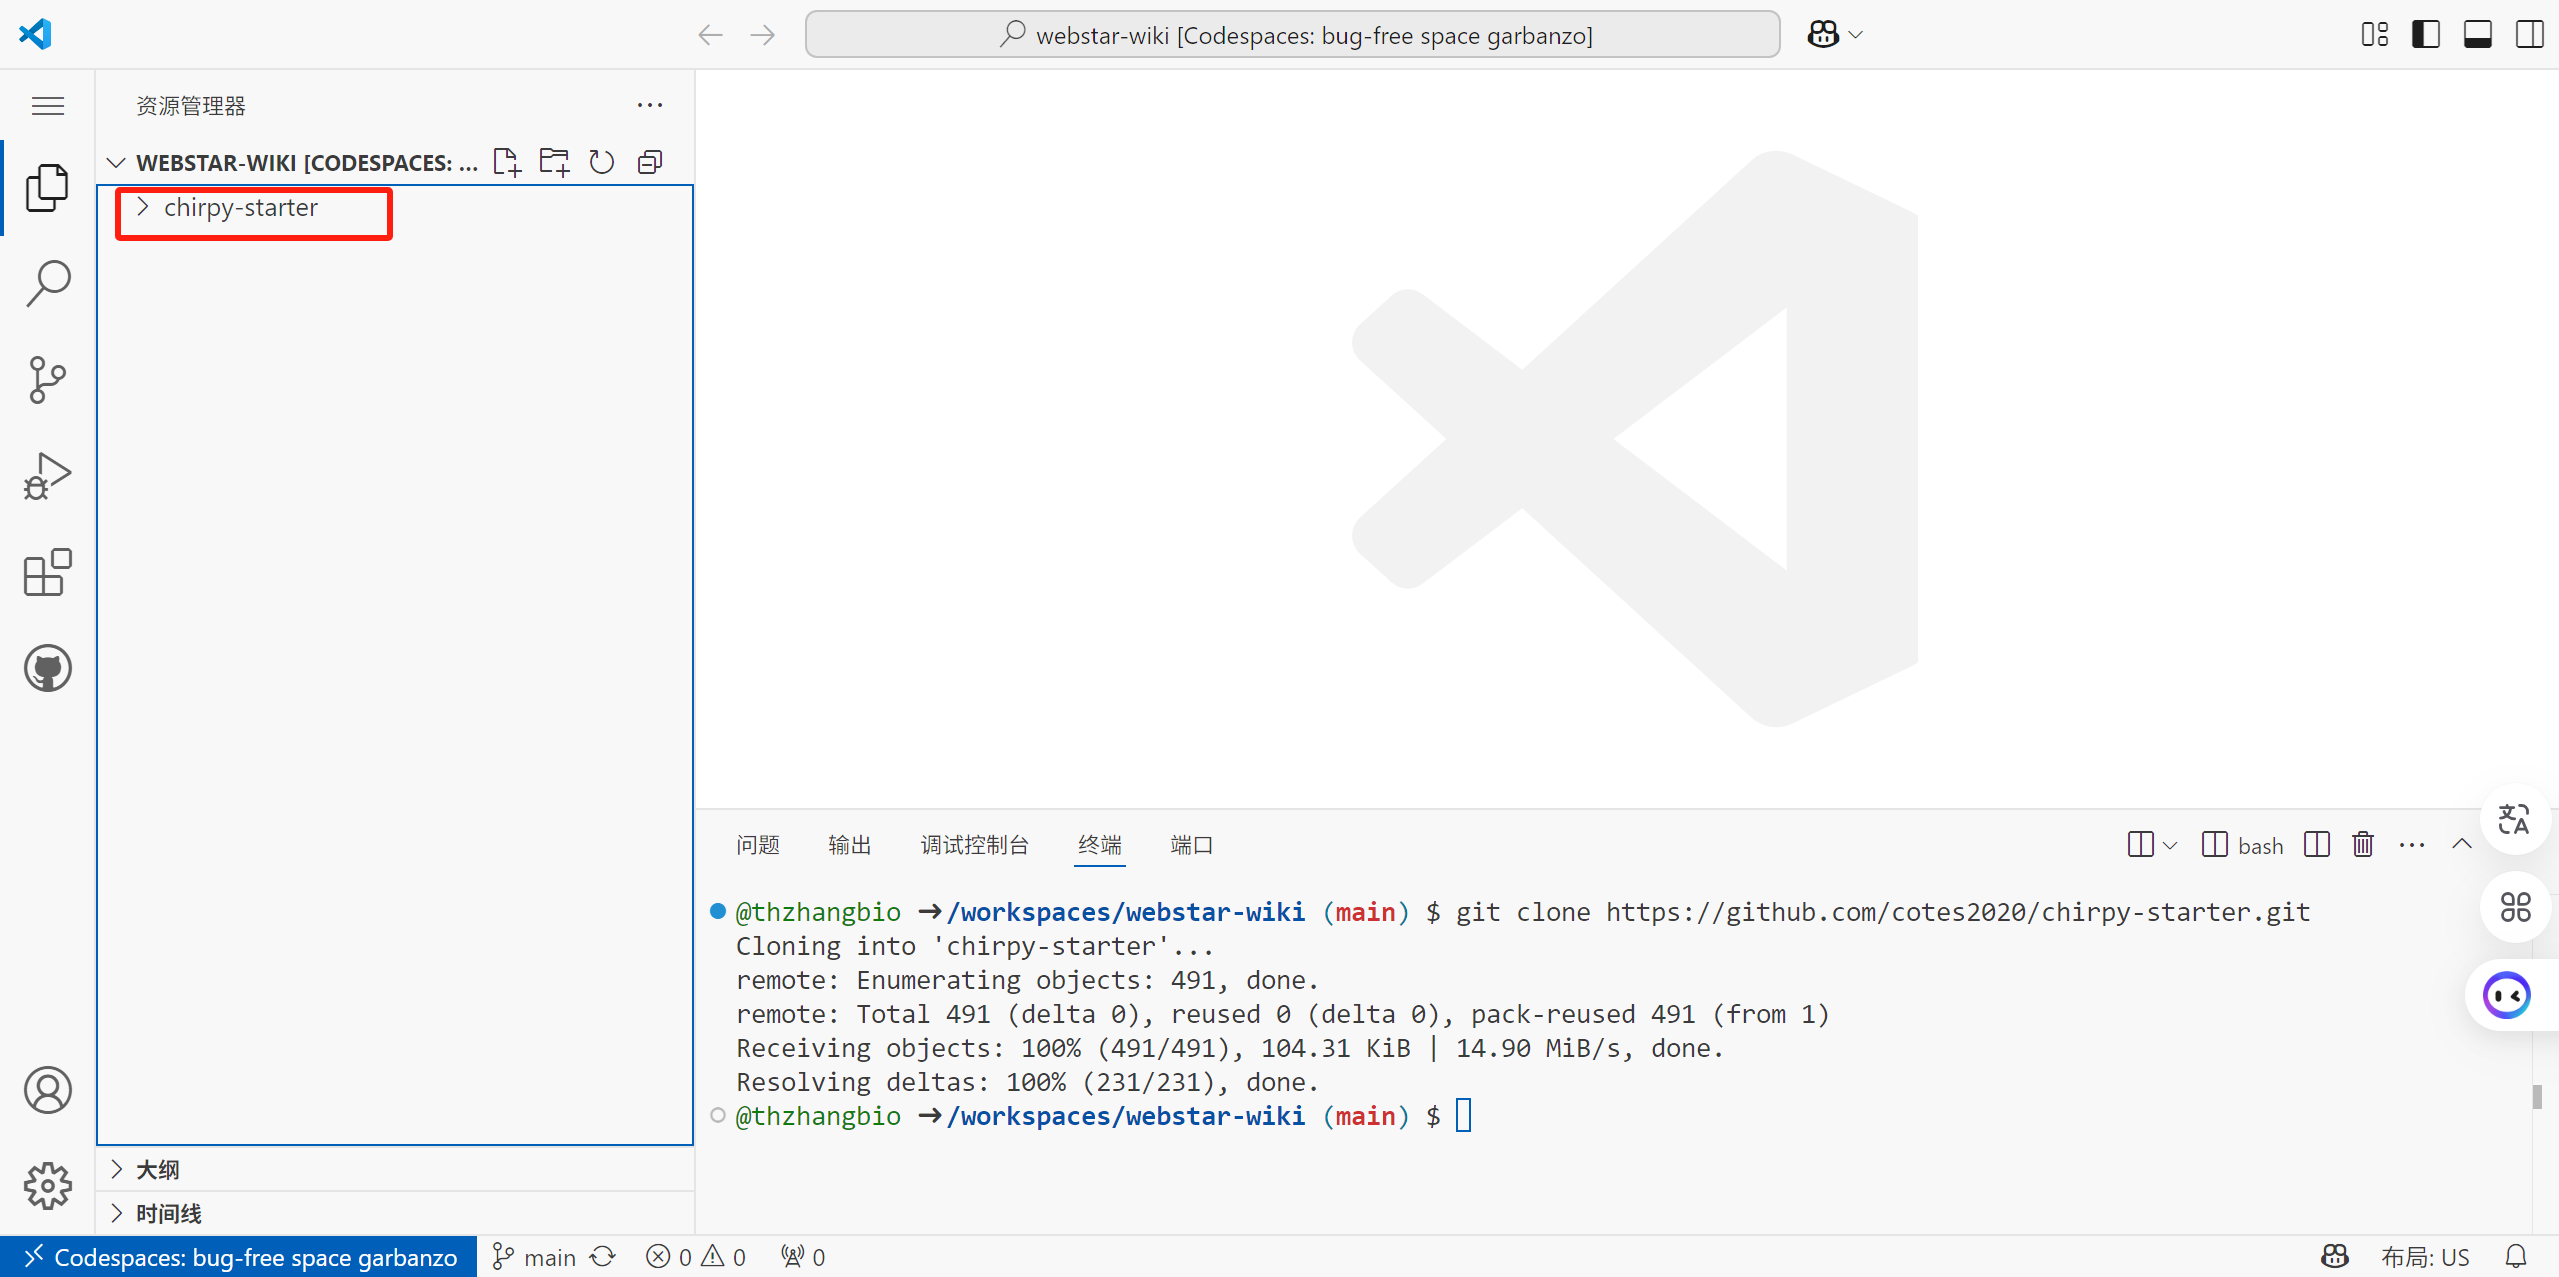 webstar-wiki [Codespaces: bug-free space garbanzo]
资源管理器
WEBSTAR-WIKI [CODESPACES: ...
chirpy-starter
问题 输出 调试控制台 终端 端口 bash
@thzhangbio ➜/workspaces/webstar-wiki (main) $ git clone https://github.com/cotes2020/chirpy-starter.git
Cloning into 'chirpy-starter'...
remote: Enumerating objects: 491, done.
remote: Total 491 (delta 0), reused 0 (delta 0), pack-reused 491 (from 1)
Receiving objects: 100% (491/491), 104.31 KiB | 14.90 MiB/s, done.
Resolving deltas: 100% (231/231), done.
@thzhangbio ➜/workspaces/webstar-wiki (main) $
大纲
时间线
Codespaces: bug-free space garbanzo main 0 0 0 布局: US